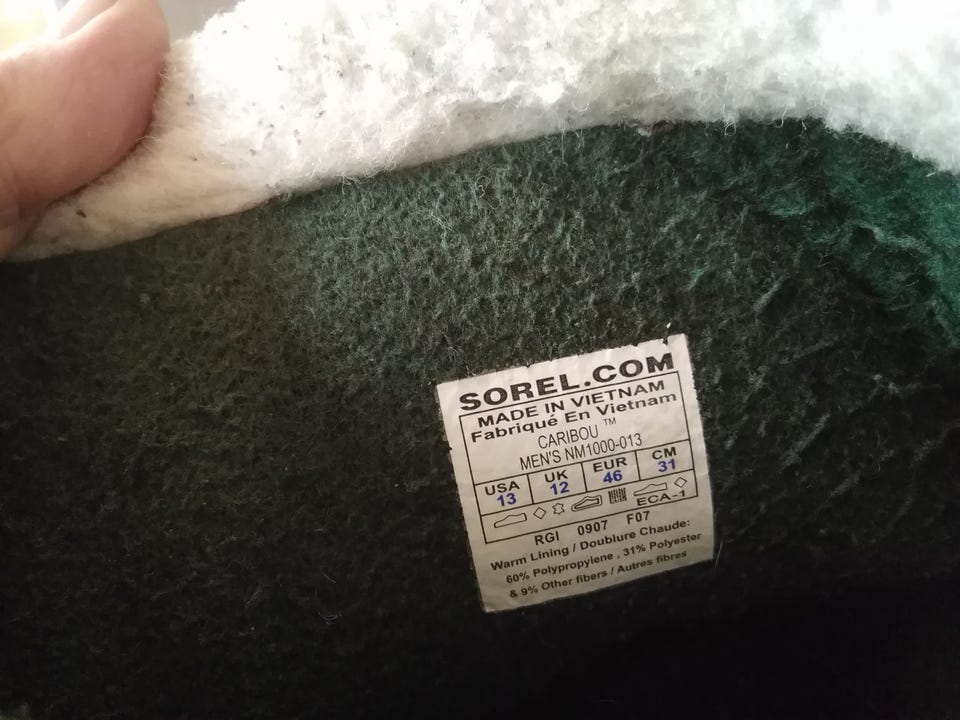 SOREL.COM
MADE IN VIETNAM
Fabriqué En Vietnam
CARIBOU ™
MEN'S NM1000-013
USA UK EUR CM
13 12 46 31
ECA-1
RGI 0907 F07
Warm Lining / Doublure Chaude:
60% Polypropylene , 31% Polyester
& 9% Other fibers / Autres fibres